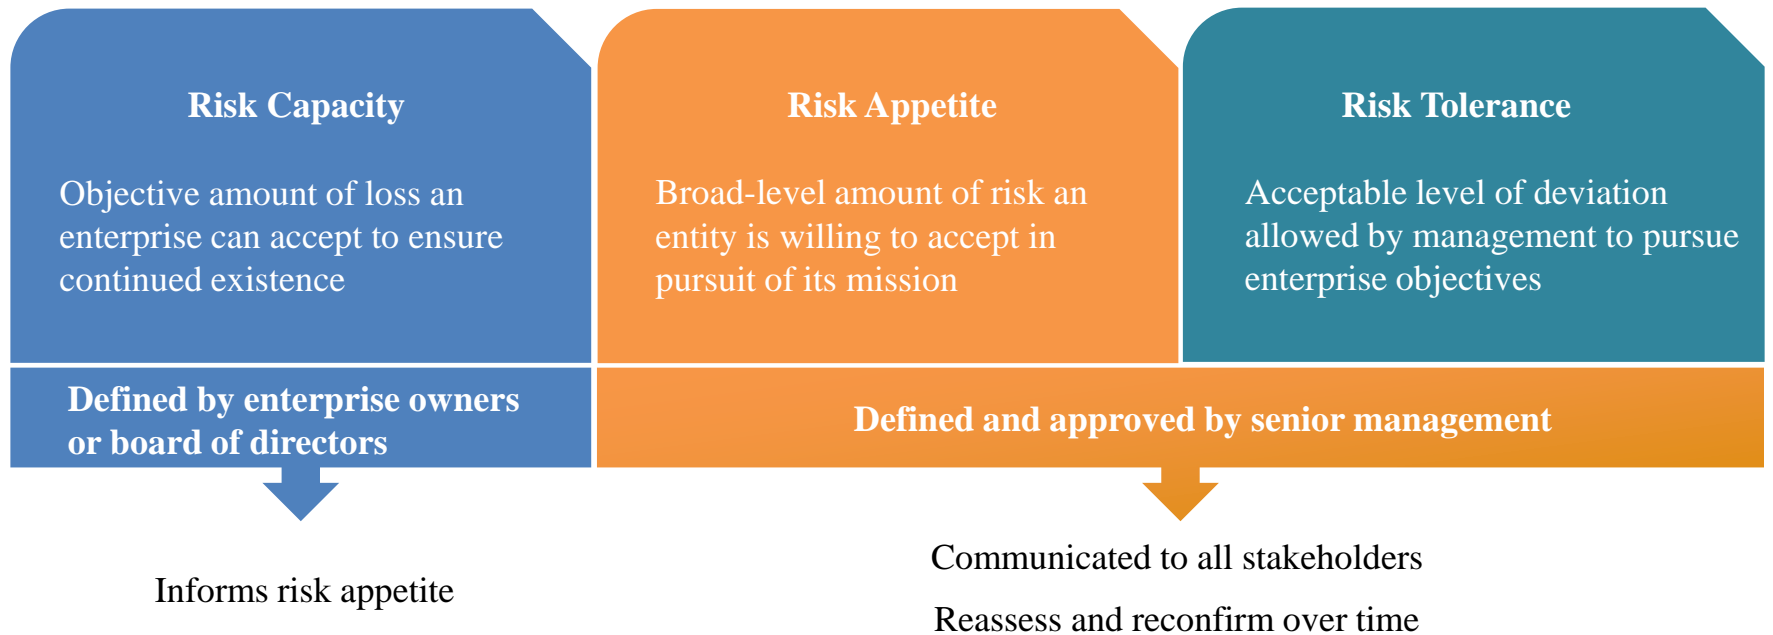 Risk Capacity
Objective amount of loss an
enterprise can accept to ensure
continued existence
Risk Appetite
Broad-level amount of risk an
entity is willing to accept in
pursuit of its mission
Risk Tolerance
Acceptable level of deviation
allowed by management to pursue
enterprise objectives
Defined by enterprise owners
or board of directors
Defined and approved by senior management
Informs risk appetite
Communicated to all stakeholders
Reassess and reconfirm over time